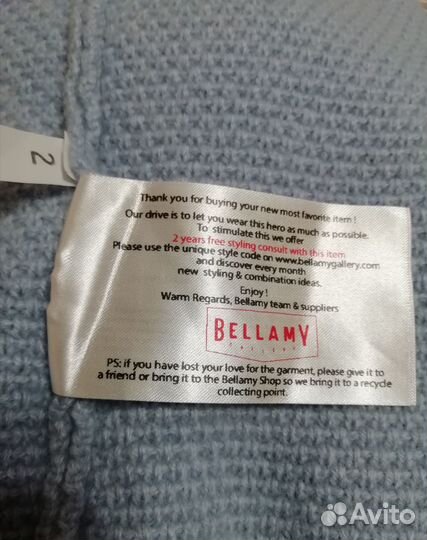 2
Thank you for buying your new most favorite item !
Our drive is to let you wear this hero as much as possible.
To stimulate this we offer
2 years free styling consult with this item
Please use the unique style code on www.bellamygallery.com
and discover every month
new styling & combination ideas.
Enjoy !
Warm Regards, Bellamy team & suppliers
BELLAMY
GALLERY
PS: if you have lost your love for the garment, please give it to
a friend or bring it to the Bellamy Shop so we bring it to a recycle
collecting point.
Avito